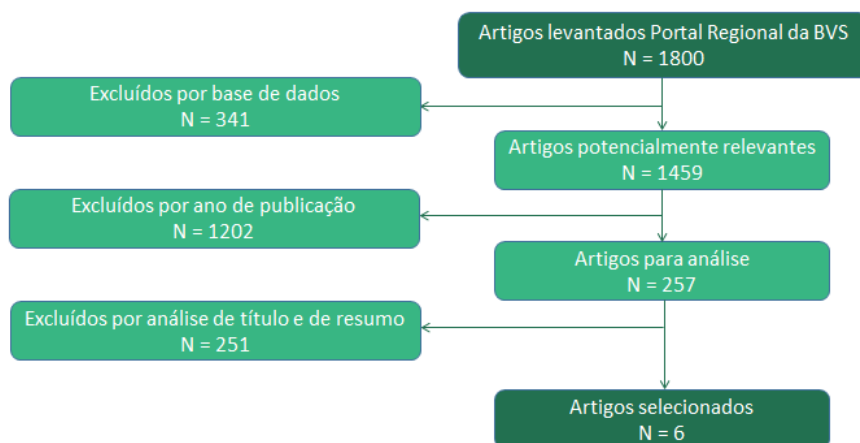 Artigos levantados Portal Regional da BVS
N = 1800
Excluídos por base de dados
N = 341
Artigos potencialmente relevantes
N = 1459
Excluídos por ano de publicação
N = 1202
Artigos para análise
N = 257
Excluídos por análise de título e de resumo
N = 251
Artigos selecionados
N = 6